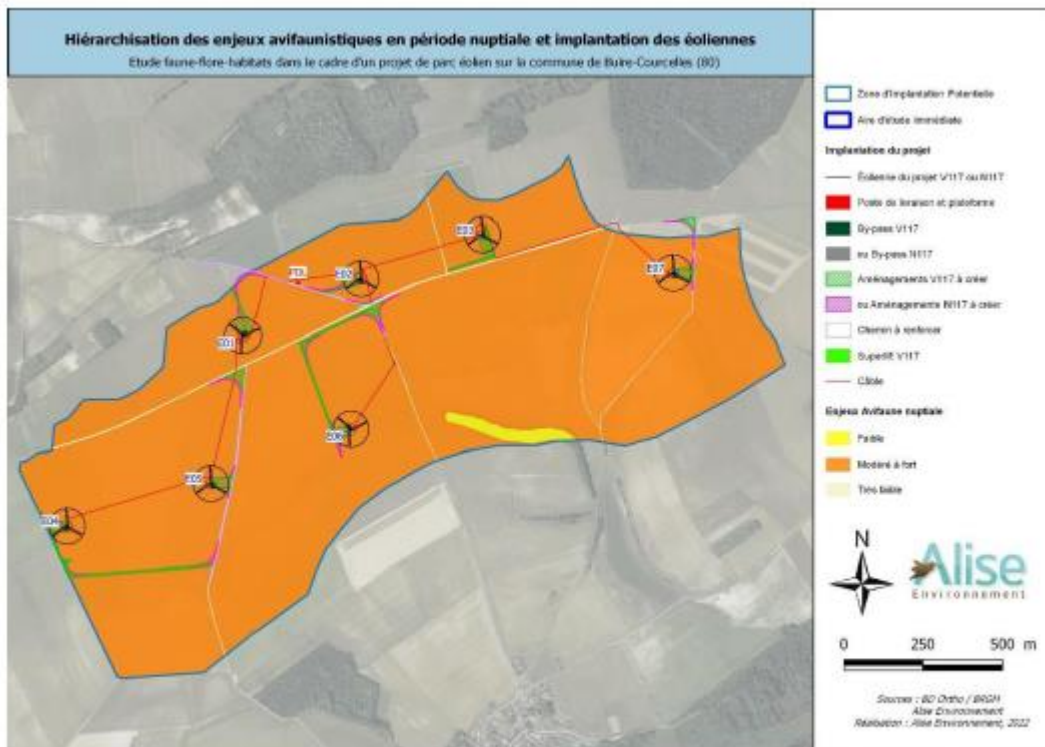 Hiérarchisation des enjeux avifaunistiques en période nuptiale et implantation des éoliennes
Etude faune-flore-habitats dans le cadre d'un projet de parc éolien sur la commune de Buire-Courcelles (80)
E03
E07
PDL
E02
E01
E06
E05
E04
Zone d'Implantation Potentielle
Aire d'étude immédiate
Implantation du projet
Éolienne du projet V117 ou N117
Poste de livraison et plateforme
By-pass V117
ou By-pass N117
Aménagements V117 à créer
ou Aménagements N117 à créer
Chemin à renforcer
Superlift V117
Câble
Enjeux Avifaune nuptiale
Faible
Modéré à fort
Très faible
N
Alise
Environnement
0 250 500 m
Sources : BD Ortho / BRGM
Alise Environnement
Réalisation : Alise Environnement, 2022